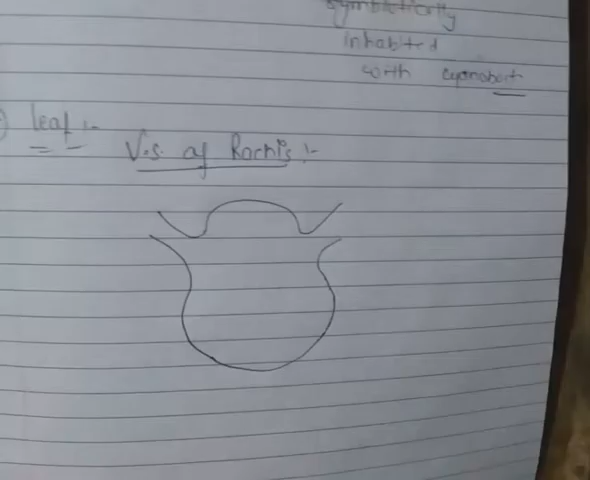 symbiotically
inhabited
with cyanobact
leaf :-
V.s. of Rachis :-